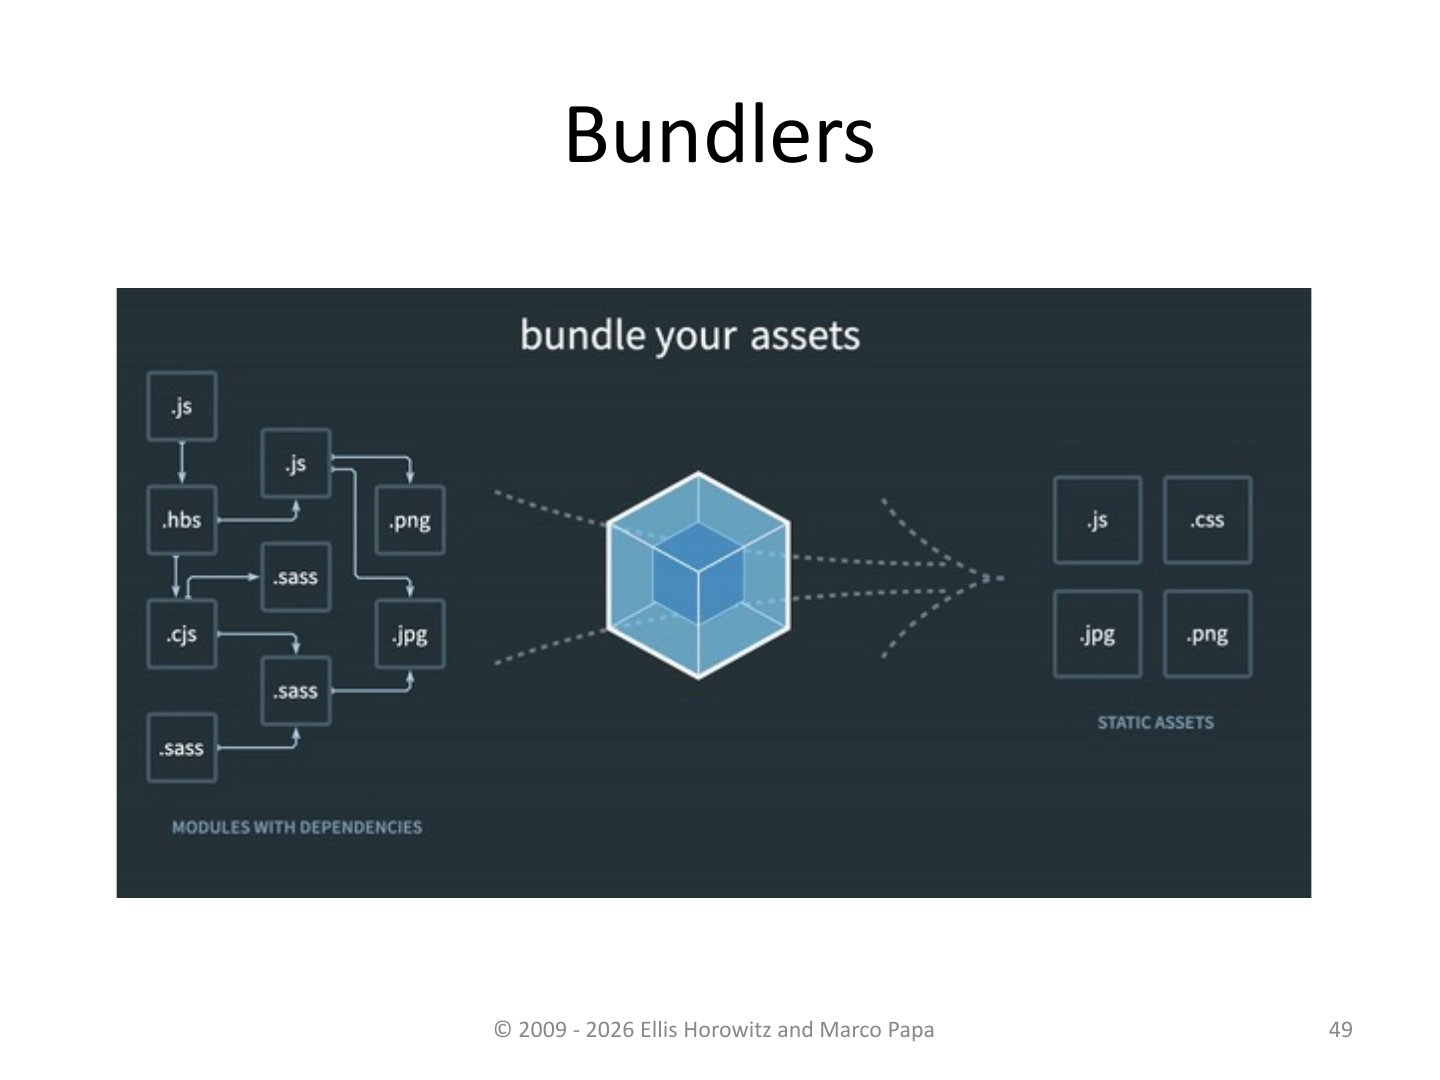 Bundlers
bundle your assets
.js
.js
.hbs
.png
.sass
.cjs
.jpg
.sass
.sass
MODULES WITH DEPENDENCIES
.js
.css
.jpg
.png
STATIC ASSETS
© 2009 - 2026 Ellis Horowitz and Marco Papa
49